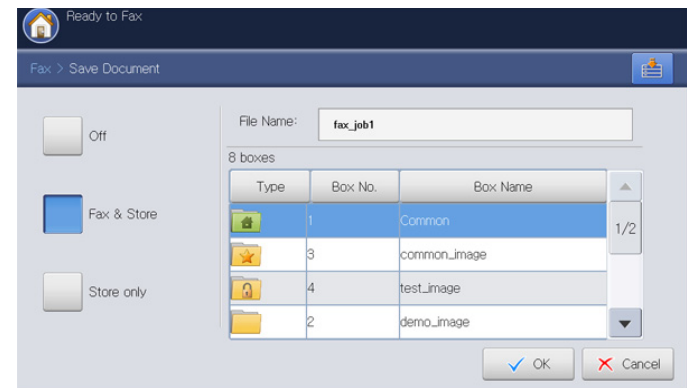 Ready to Fax
Fax > Save Document
File Name: fax_job1
Off
8 boxes
Type Box No. Box Name
1 Common
Fax & Store
1/2
3 common_image
4 test_image
Store only
2 demo_image
OK Cancel